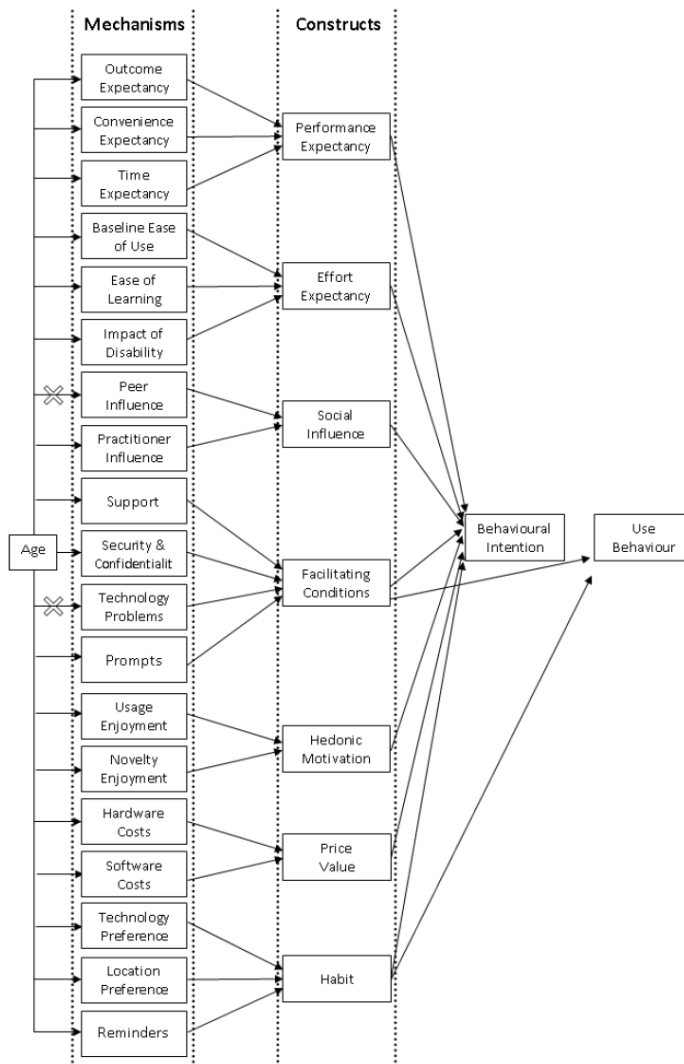 Mechanisms
Constructs
Outcome
Expectancy
Convenience
Expectancy
Time
Expectancy
Performance
Expectancy
Baseline Ease
of Use
Ease of
Learning
Impact of
Disability
Effort
Expectancy
Peer
Influence
Practitioner
Influence
Social
Influence
Support
Age
Security &
Confidentialit
Technology
Problems
Prompts
Facilitating
Conditions
Behavioural
Intention
Use
Behaviour
Usage
Enjoyment
Novelty
Enjoyment
Hedonic
Motivation
Hardware
Costs
Software
Costs
Price
Value
Technology
Preference
Location
Preference
Reminders
Habit